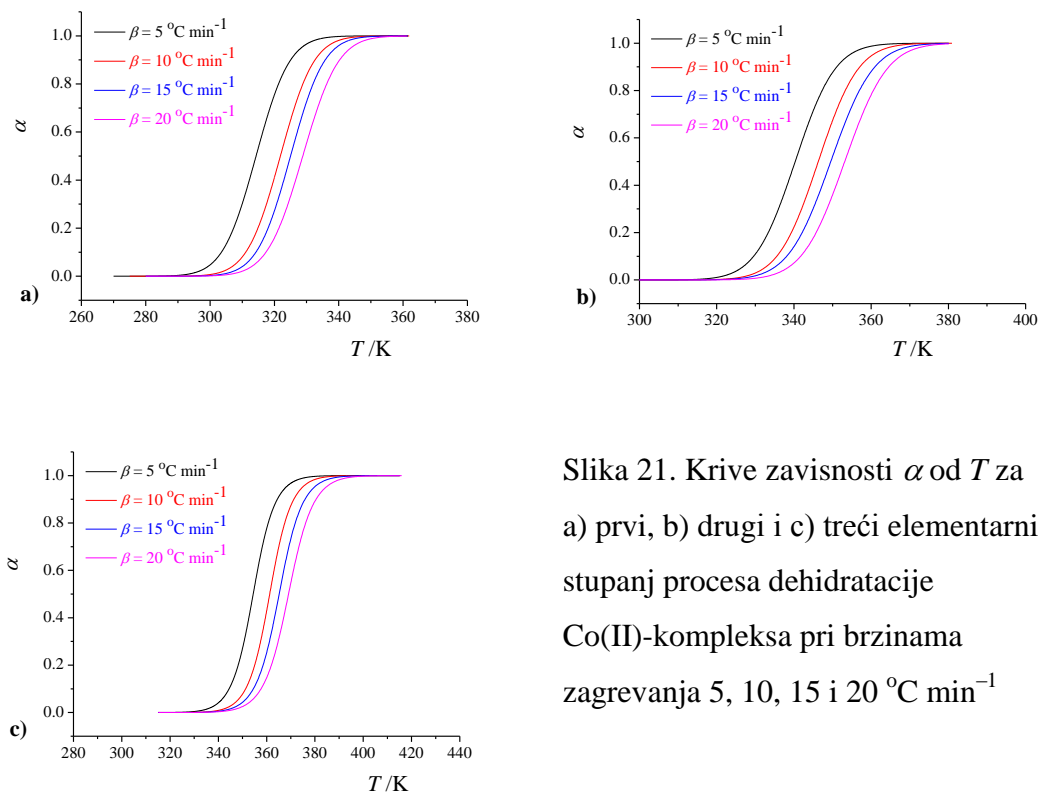 β = 5 °C min⁻¹
β = 10 °C min⁻¹
β = 15 °C min⁻¹
β = 20 °C min⁻¹
1.0
0.8
0.6
0.4
0.2
0.0
α
a)
260 280 300 320 340 360 380
T /K
β = 5 °C min⁻¹
β = 10 °C min⁻¹
β = 15 °C min⁻¹
β = 20 °C min⁻¹
1.0
0.8
0.6
0.4
0.2
0.0
α
b)
300 320 340 360 380 400
T /K
β = 5 °C min⁻¹
β = 10 °C min⁻¹
β = 15 °C min⁻¹
β = 20 °C min⁻¹
1.0
0.8
0.6
0.4
0.2
0.0
α
c)
280 300 320 340 360 380 400 420 440
T /K
Slika 21. Krive zavisnosti α od T za
a) prvi, b) drugi i c) treći elementarni
stupanj procesa dehidratacije
Co(II)-kompleksa pri brzinama
zagrevanja 5, 10, 15 i 20 °C min⁻¹